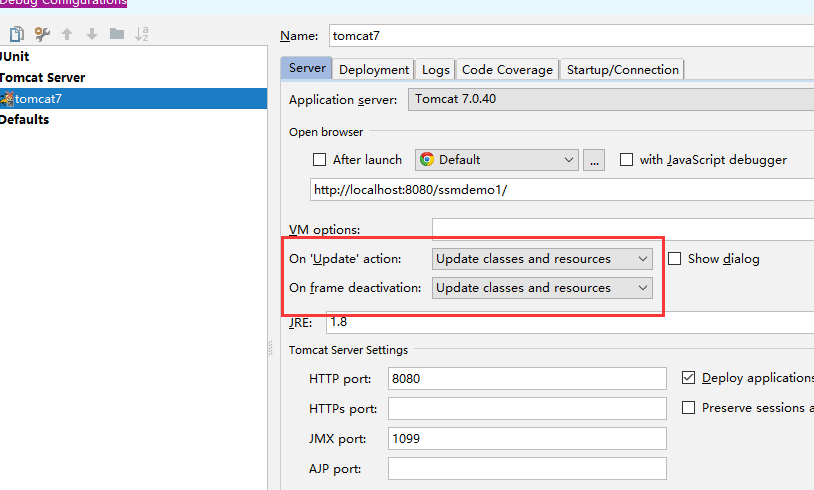 Debug Configurations
Name: tomcat7
JUnit
Tomcat Server
tomcat7
Defaults
Server Deployment Logs Code Coverage Startup/Connection
Application server: Tomcat 7.0.40
Open browser
After launch Default ... with JavaScript debugger
http://localhost:8080/ssmdemo1/
VM options:
On 'Update' action: Update classes and resources Show dialog
On frame deactivation: Update classes and resources
JRE: 1.8
Tomcat Server Settings
HTTP port: 8080 Deploy applications
HTTPs port: Preserve sessions a
JMX port: 1099
AJP port: